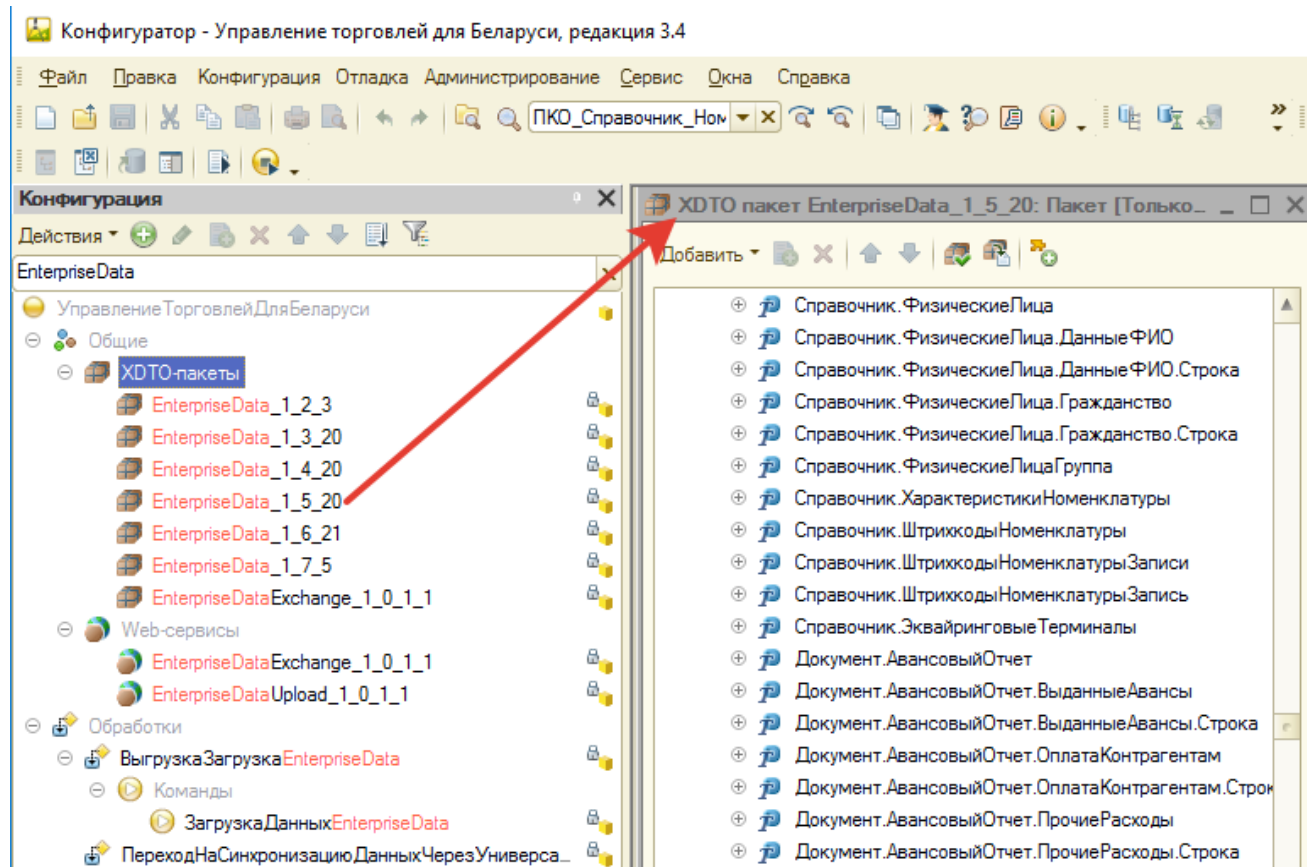 Конфигуратор - Управление торговлей для Беларуси, редакция 3.4
Файл Правка Конфигурация Отладка Администрирование Сервис Окна Справка
ПКО_Справочник_Ном
Конфигурация
Действия
EnterpriseData
УправлениеТорговлейДляБеларуси
Общие
XDTO-пакеты
EnterpriseData_1_2_3
EnterpriseData_1_3_20
EnterpriseData_1_4_20
EnterpriseData_1_5_20
EnterpriseData_1_6_21
EnterpriseData_1_7_5
EnterpriseDataExchange_1_0_1_1
Web-сервисы
EnterpriseDataExchange_1_0_1_1
EnterpriseDataUpload_1_0_1_1
Обработки
ВыгрузкаЗагрузкаEnterpriseData
Команды
ЗагрузкаДанныхEnterpriseData
ПереходНаСинхронизациюДанныхЧерезУниверса...
XDTO пакет EnterpriseData_1_5_20: Пакет [Только...
Добавить
Справочник.ФизическиеЛица
Справочник.ФизическиеЛица.ДанныеФИО
Справочник.ФизическиеЛица.ДанныеФИО.Строка
Справочник.ФизическиеЛица.Гражданство
Справочник.ФизическиеЛица.Гражданство.Строка
Справочник.ФизическиеЛицаГруппа
Справочник.ХарактеристикиНоменклатуры
Справочник.ШтрихкодыНоменклатуры
Справочник.ШтрихкодыНоменклатурыЗаписи
Справочник.ШтрихкодыНоменклатурыЗапись
Справочник.ЭквайринговыеТерминалы
Документ.АвансовыйОтчет
Документ.АвансовыйОтчет.ВыданныеАвансы
Документ.АвансовыйОтчет.ВыданныеАвансы.Строка
Документ.АвансовыйОтчет.ОплатаКонтрагентам
Документ.АвансовыйОтчет.ОплатаКонтрагентам.Строк
Документ.АвансовыйОтчет.ПрочиеРасходы
Документ.АвансовыйОтчет.ПрочиеРасходы.Строка